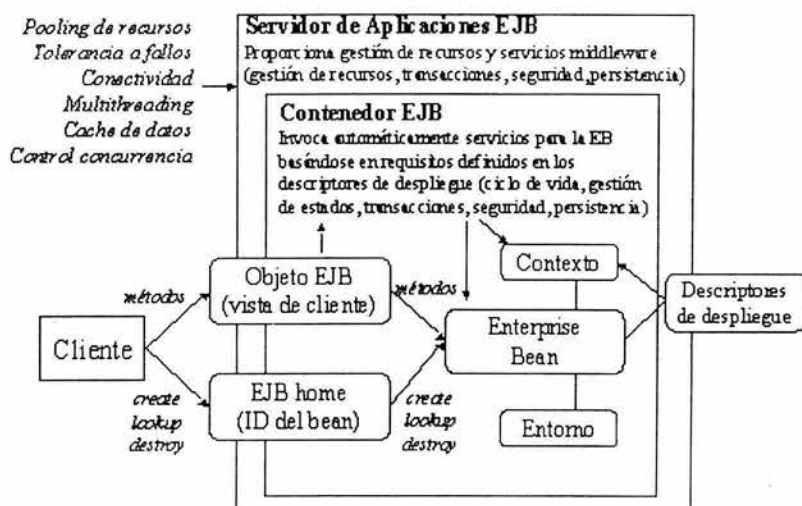 Pooling de recursos
Tolerancia a fallos
Conectividad
Multithreading
Cache de datos
Control concurrencia
Servidor de Aplicaciones EJB
Proporciona gestión de recursos y servicios middleware
(gestión de recursos, transacciones, seguridad, persistencia)
Contenedor EJB
Invoca automáticamente servicios para la EB
basándose en requisitos definidos en los
descriptores de despliegue (ciclo de vida, gestión
de estados, transacciones, seguridad, persistencia)
Objeto EJB
(vista de cliente)
métodos
métodos
Contexto
Descriptores
de despliegue
Cliente
Enterprise
Bean
EJB home
(ID del bean)
create
lookup
destroy
create
lookup
destroy
Entorno